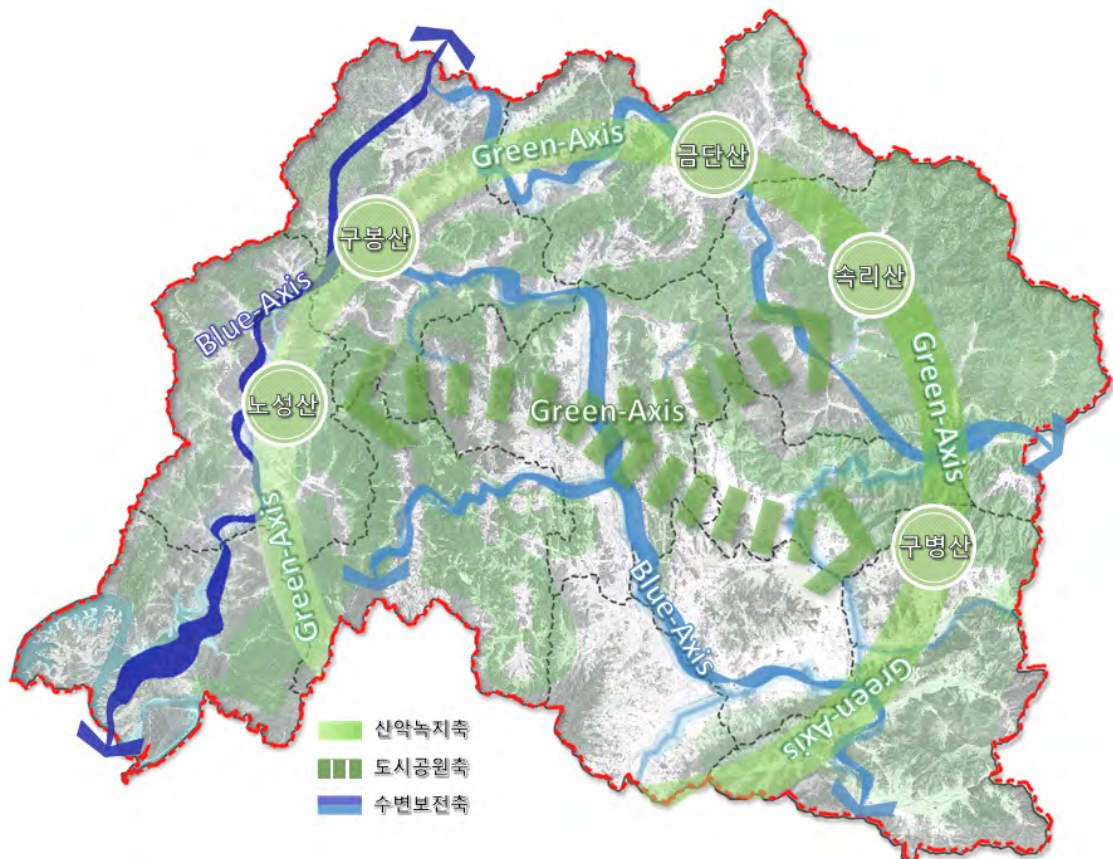 Green-Axis
금단산
구봉산
속리산
Blue-Axis
노성산
Green-Axis
Green-Axis
Green-Axis
구병산
Blue-Axis
Green-Axis
산악녹지축
도시공원축
수변보전축